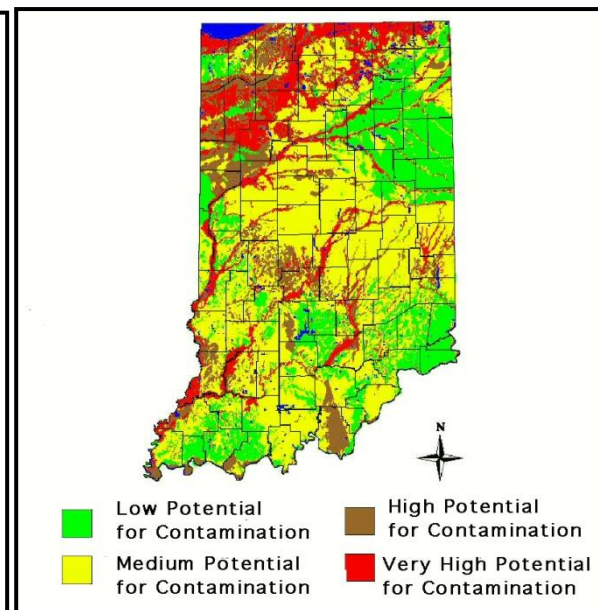 N
Low Potential
for Contamination
High Potential
for Contamination
Medium Potential
for Contamination
Very High Potential
for Contamination